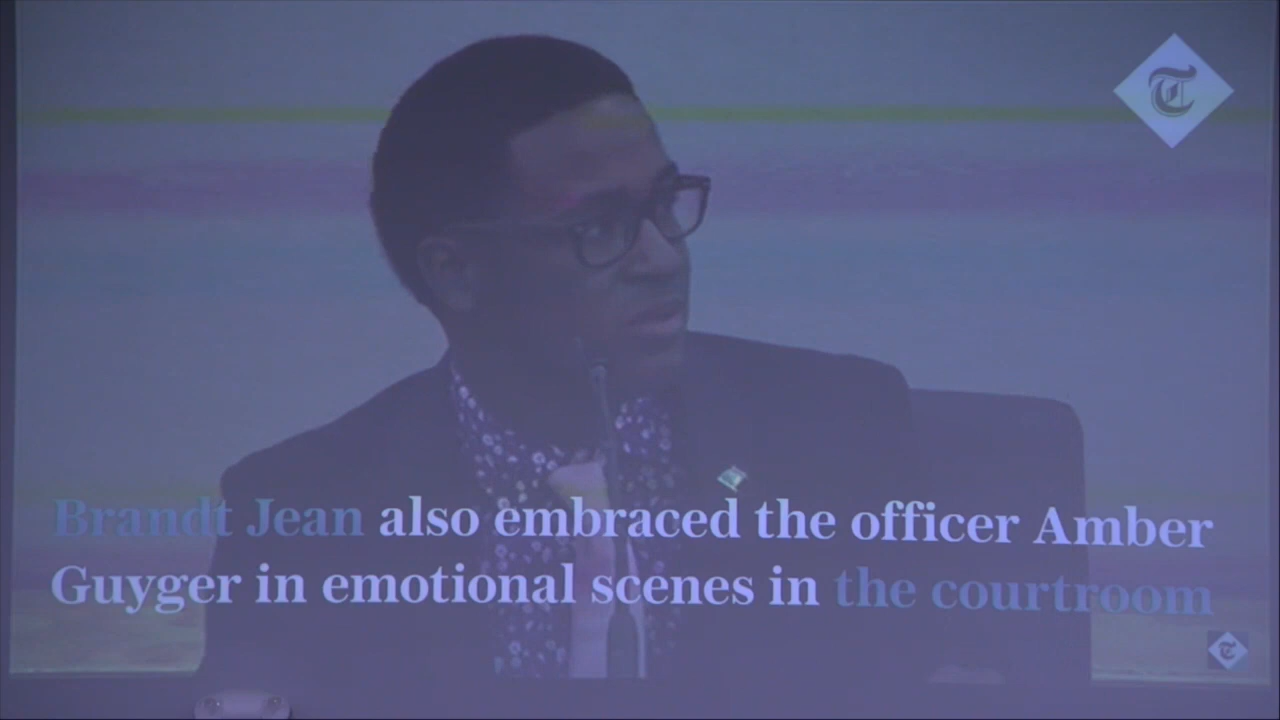 T
Brandt Jean also embraced the officer Amber
Guyger in emotional scenes in the courtroom
T